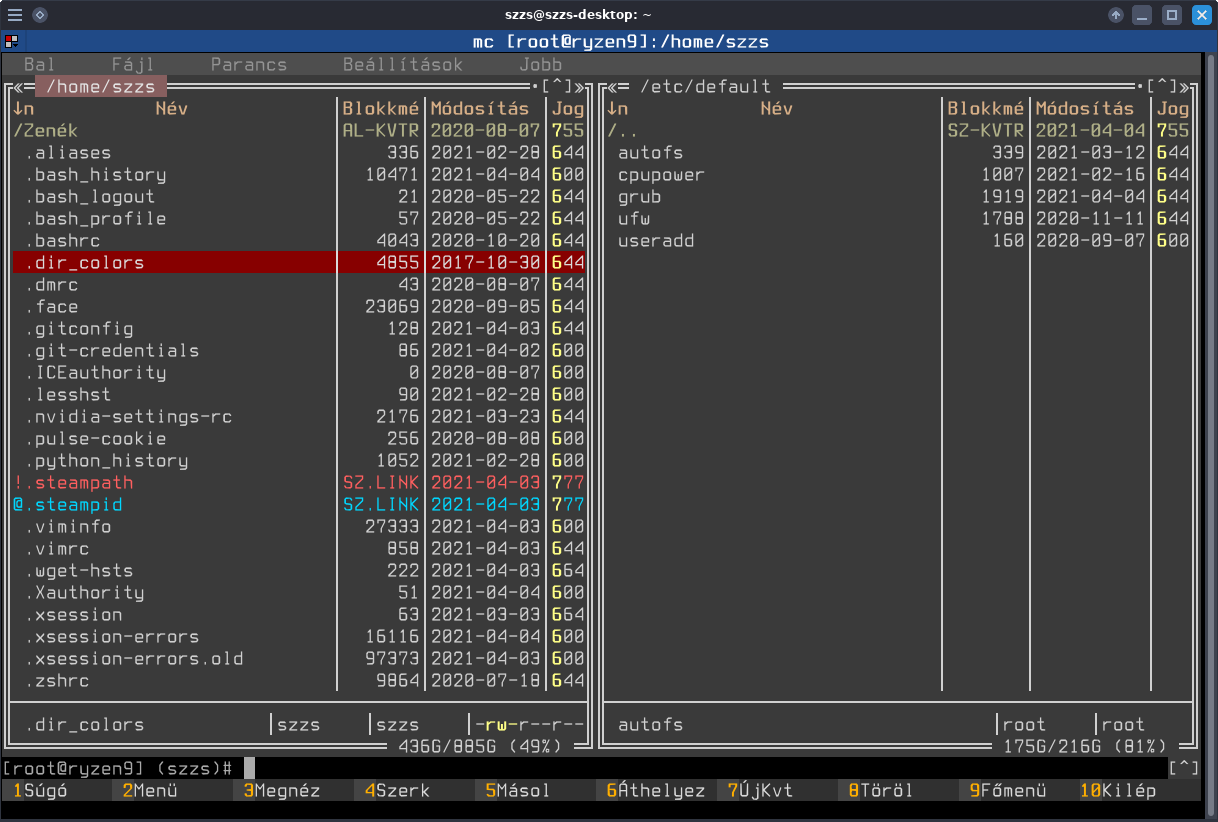 szzs@szzs-desktop: ~
mc [root@ryzen9]:/home/szzs
Bal Fájl Parancs Beállítások Jobb
«═ /home/szzs ═•[^]» «═ /etc/default ═•[^]»
↓n Név Blokkmé Módosítás Jog ↓n Név Blokkmé Módosítás Jog
/Zenék AL-KVTR 2020-08-07 755 /.. SZ-KVTR 2021-04-04 755
.aliases 336 2021-02-28 644 autofs 339 2021-03-12 644
.bash_history 10471 2021-04-04 600 cpupower 1007 2021-02-16 644
.bash_logout 21 2020-05-22 644 grub 1919 2021-04-04 644
.bash_profile 57 2020-05-22 644 ufw 1788 2020-11-11 644
.bashrc 4043 2020-10-20 644 useradd 160 2020-09-07 600
.dir_colors 4855 2017-10-30 644
.dmrc 43 2020-08-07 644
.face 23069 2020-09-05 644
.gitconfig 128 2021-04-03 644
.git-credentials 86 2021-04-02 600
.ICEauthority 0 2020-08-07 600
.lesshst 90 2021-02-28 600
.nvidia-settings-rc 2176 2021-03-23 644
.pulse-cookie 256 2020-08-08 600
.python_history 1052 2021-02-28 600
!.steampath SZ.LINK 2021-04-03 777
@.steampid SZ.LINK 2021-04-03 777
.viminfo 27333 2021-04-03 600
.vimrc 858 2021-04-03 644
.wget-hsts 222 2021-04-03 664
.Xauthority 51 2021-04-04 600
.xsession 63 2021-03-03 664
.xsession-errors 16116 2021-04-04 600
.xsession-errors.old 97373 2021-04-03 600
.zshrc 9864 2020-07-18 644
.dir_colors │szzs │szzs │-rw-r--r-- autofs │root │root
436G/885G (49%) 175G/216G (81%)
[root@ryzen9] (szzs)# [^]
1Súgó 2Menü 3Megnéz 4Szerk 5Másol 6Áthelyez 7ÚjKvt 8Töröl 9Főmenü 10Kilép